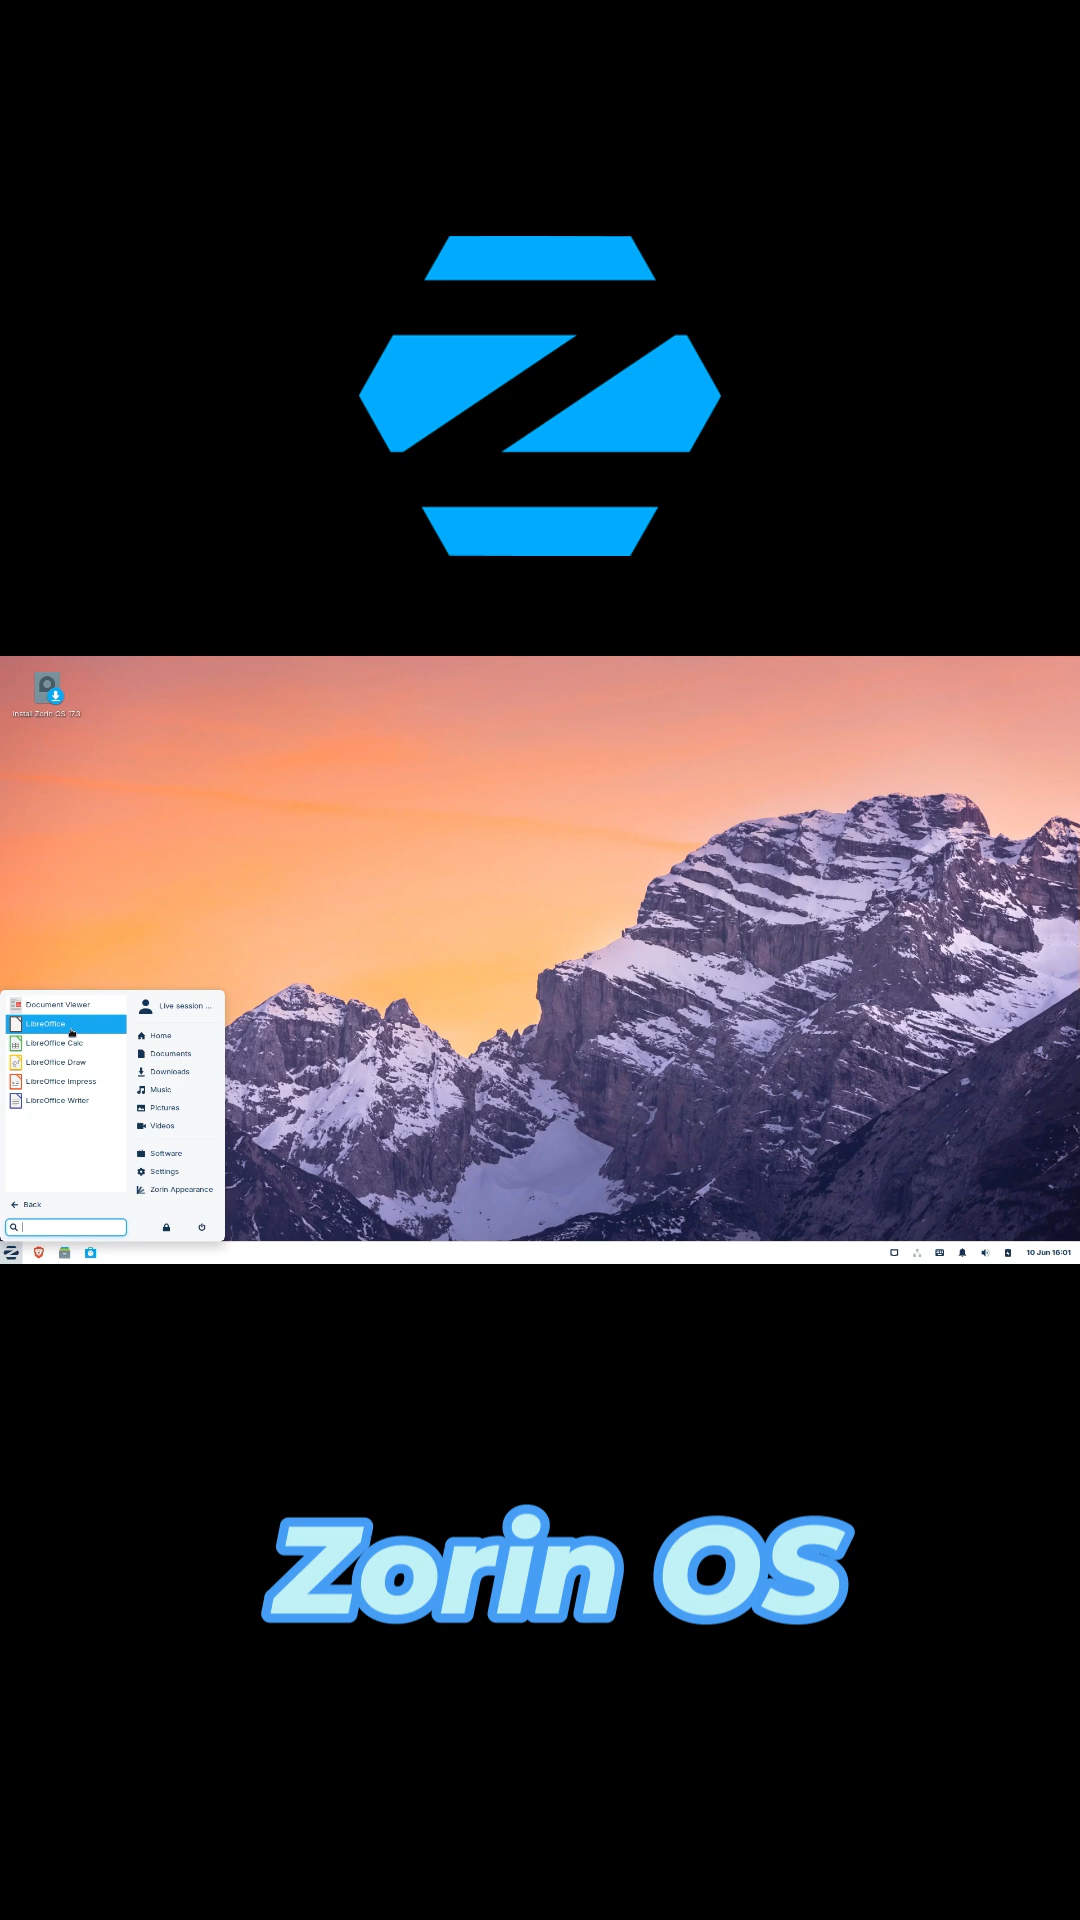 Install Zorin OS 17.3
Document Viewer
LibreOffice
LibreOffice Calc
LibreOffice Draw
LibreOffice Impress
LibreOffice Writer
Back
Live session ...
Home
Documents
Downloads
Music
Pictures
Videos
Software
Settings
Zorin Appearance
10 Jun 16:01
Zorin OS